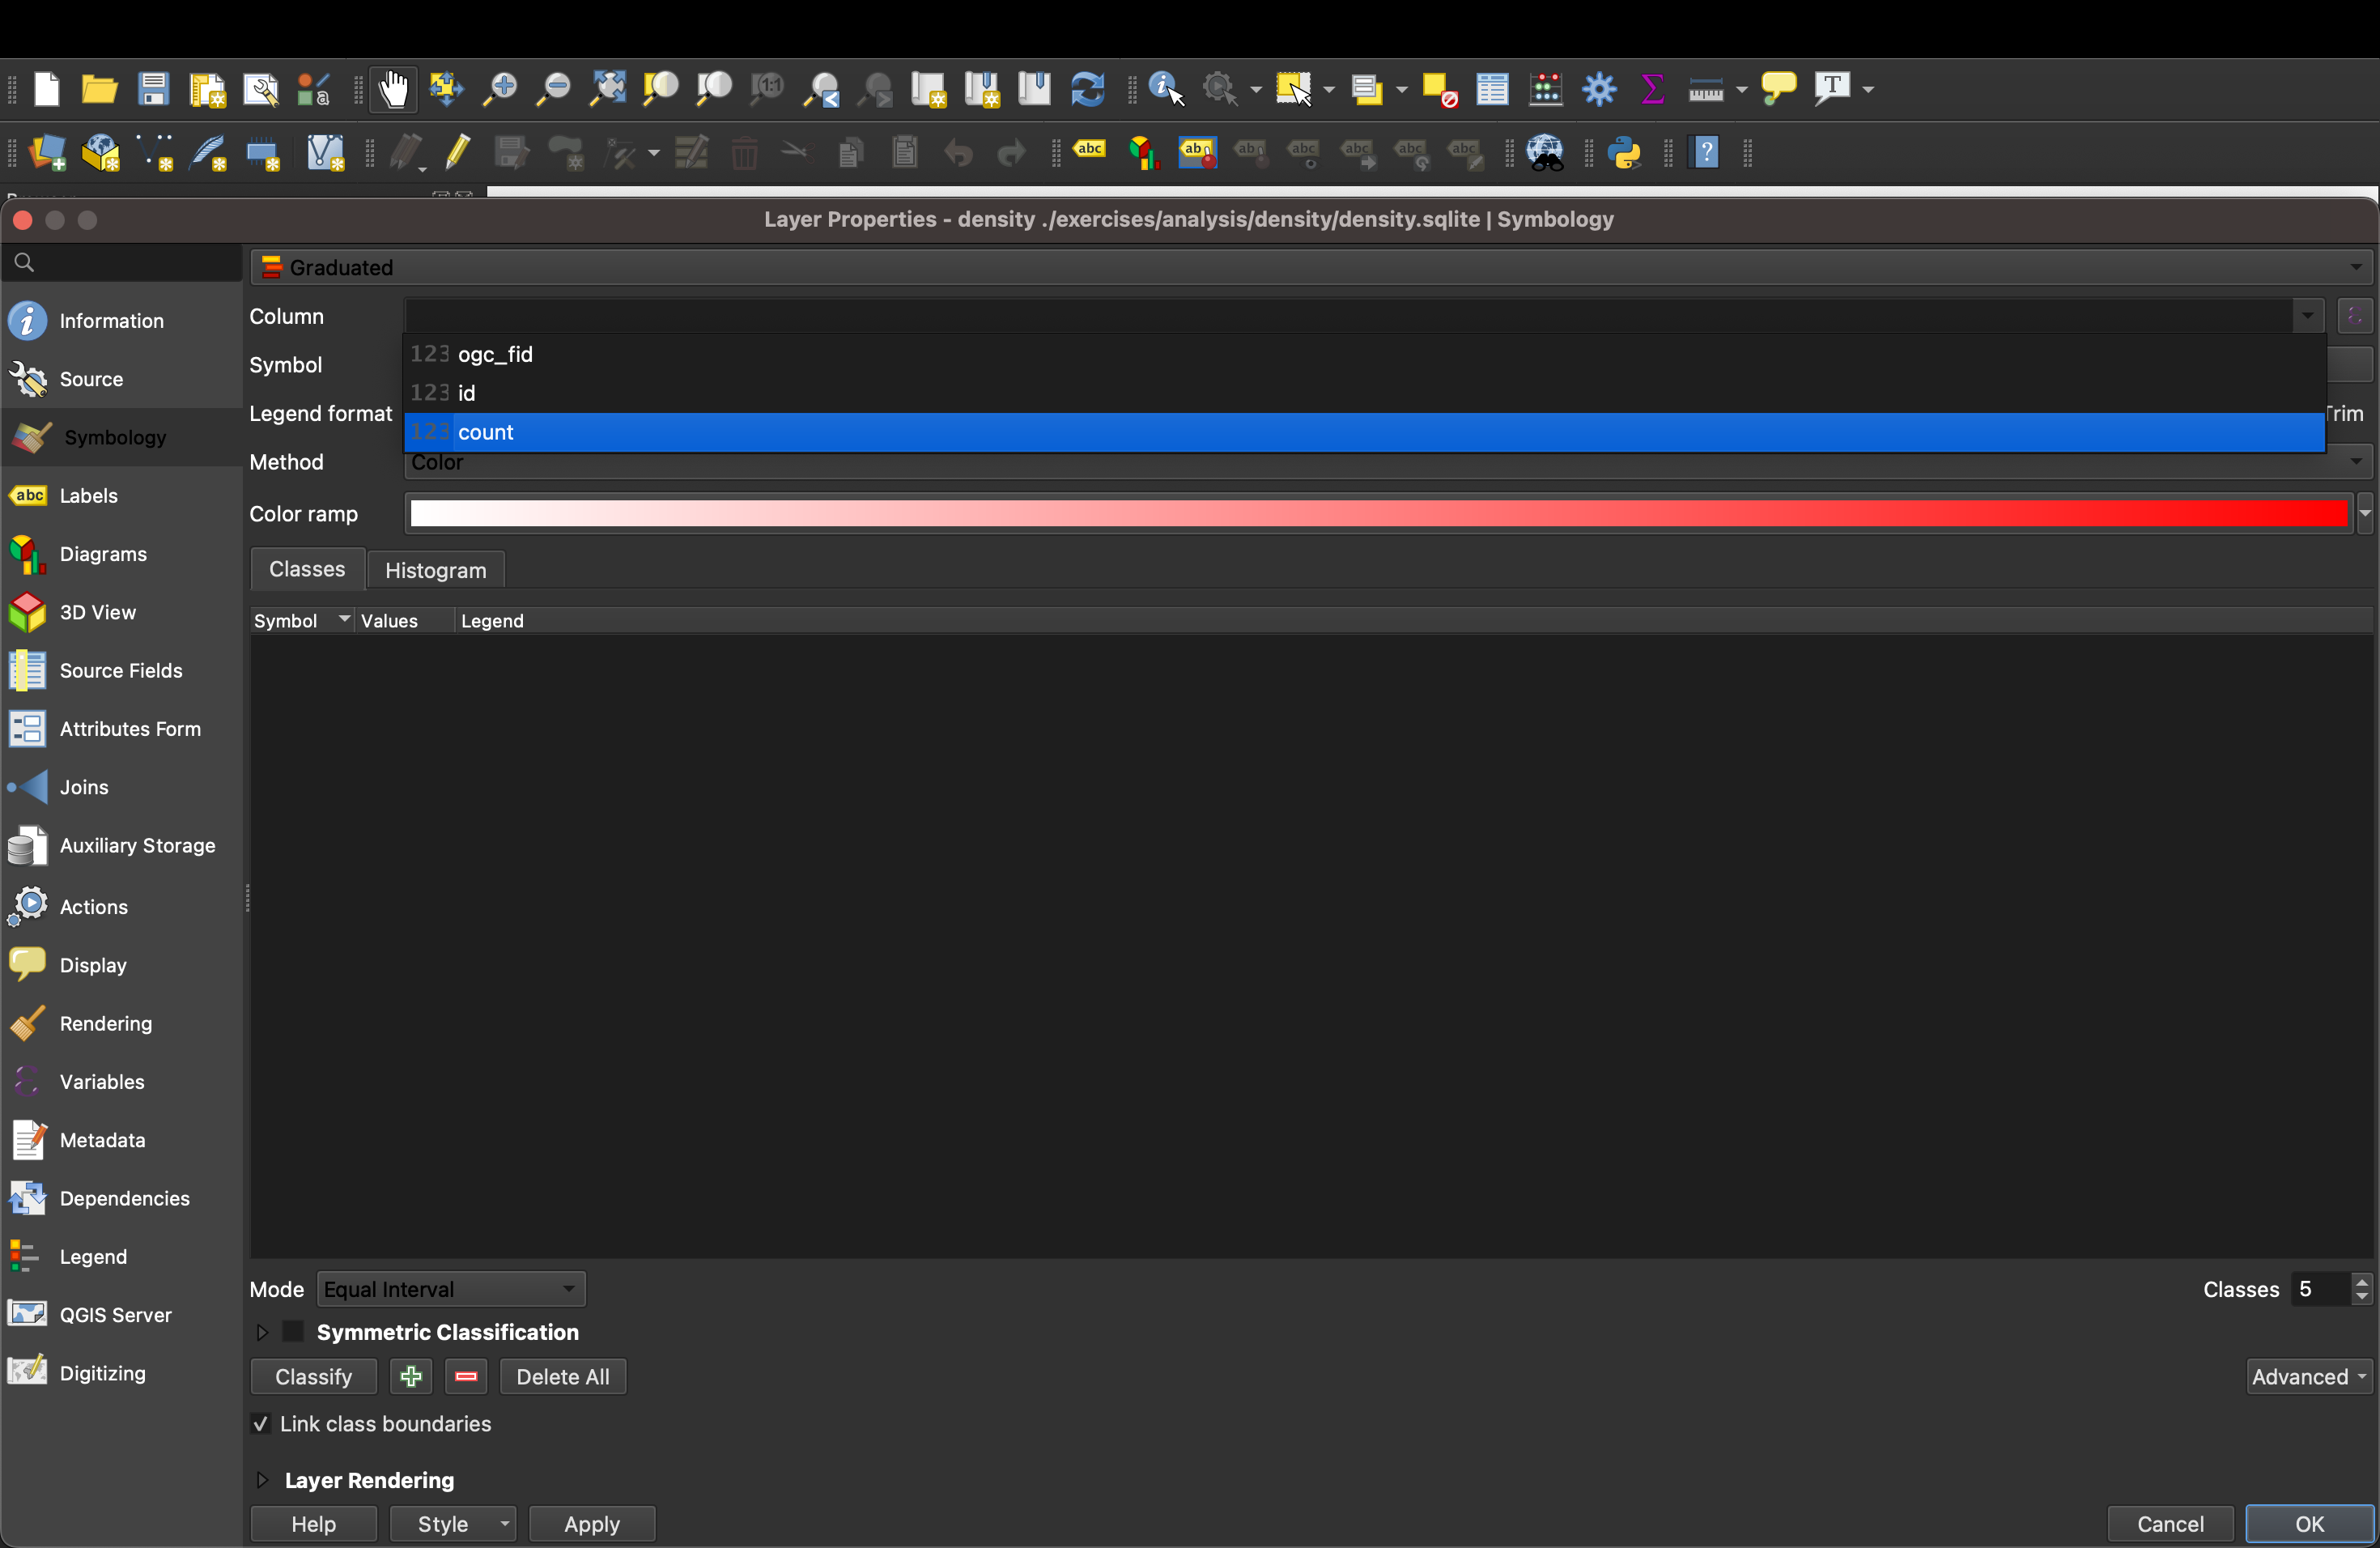 Layer Properties - density ./exercises/analysis/density/density.sqlite | Symbology
Graduated
Column
123 ogc_fid
123 id
123 count
Symbol
Legend format
Trim
Method
Color
Color ramp
Classes
Histogram
Symbol
Values
Legend
Information
Source
Symbology
Labels
Diagrams
3D View
Source Fields
Attributes Form
Joins
Auxiliary Storage
Actions
Display
Rendering
Variables
Metadata
Dependencies
Legend
QGIS Server
Digitizing
Mode
Equal Interval
Classes
5
Symmetric Classification
Classify
Delete All
Advanced
Link class boundaries
Layer Rendering
Help
Style
Apply
Cancel
OK